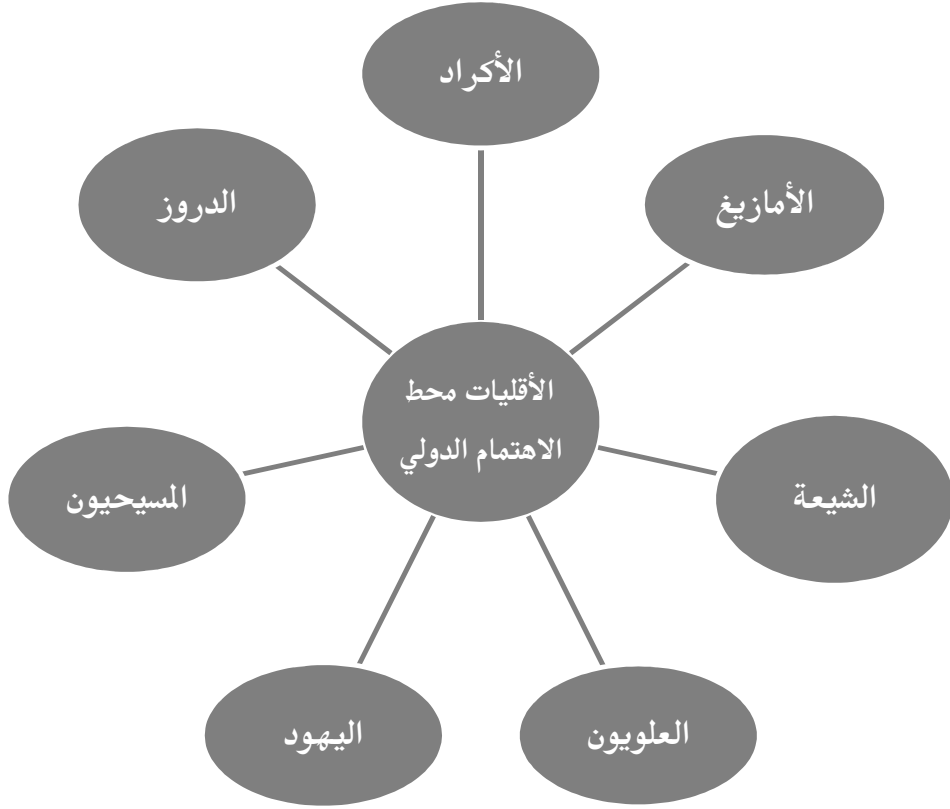 الأكراد
الأمازيغ
الدروز
الأقليات محط
الاهتمام الدولي
الشيعة
المسيحيون
العلويون
اليهود